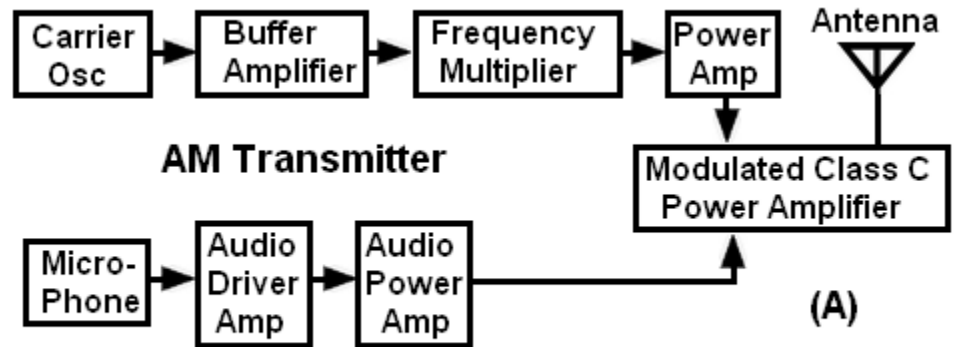 Carrier
Osc
Buffer
Amplifier
Frequency
Multiplier
Power
Amp
Antenna
AM Transmitter
Modulated Class C
Power Amplifier
Micro-
Phone
Audio
Driver
Amp
Audio
Power
Amp
(A)